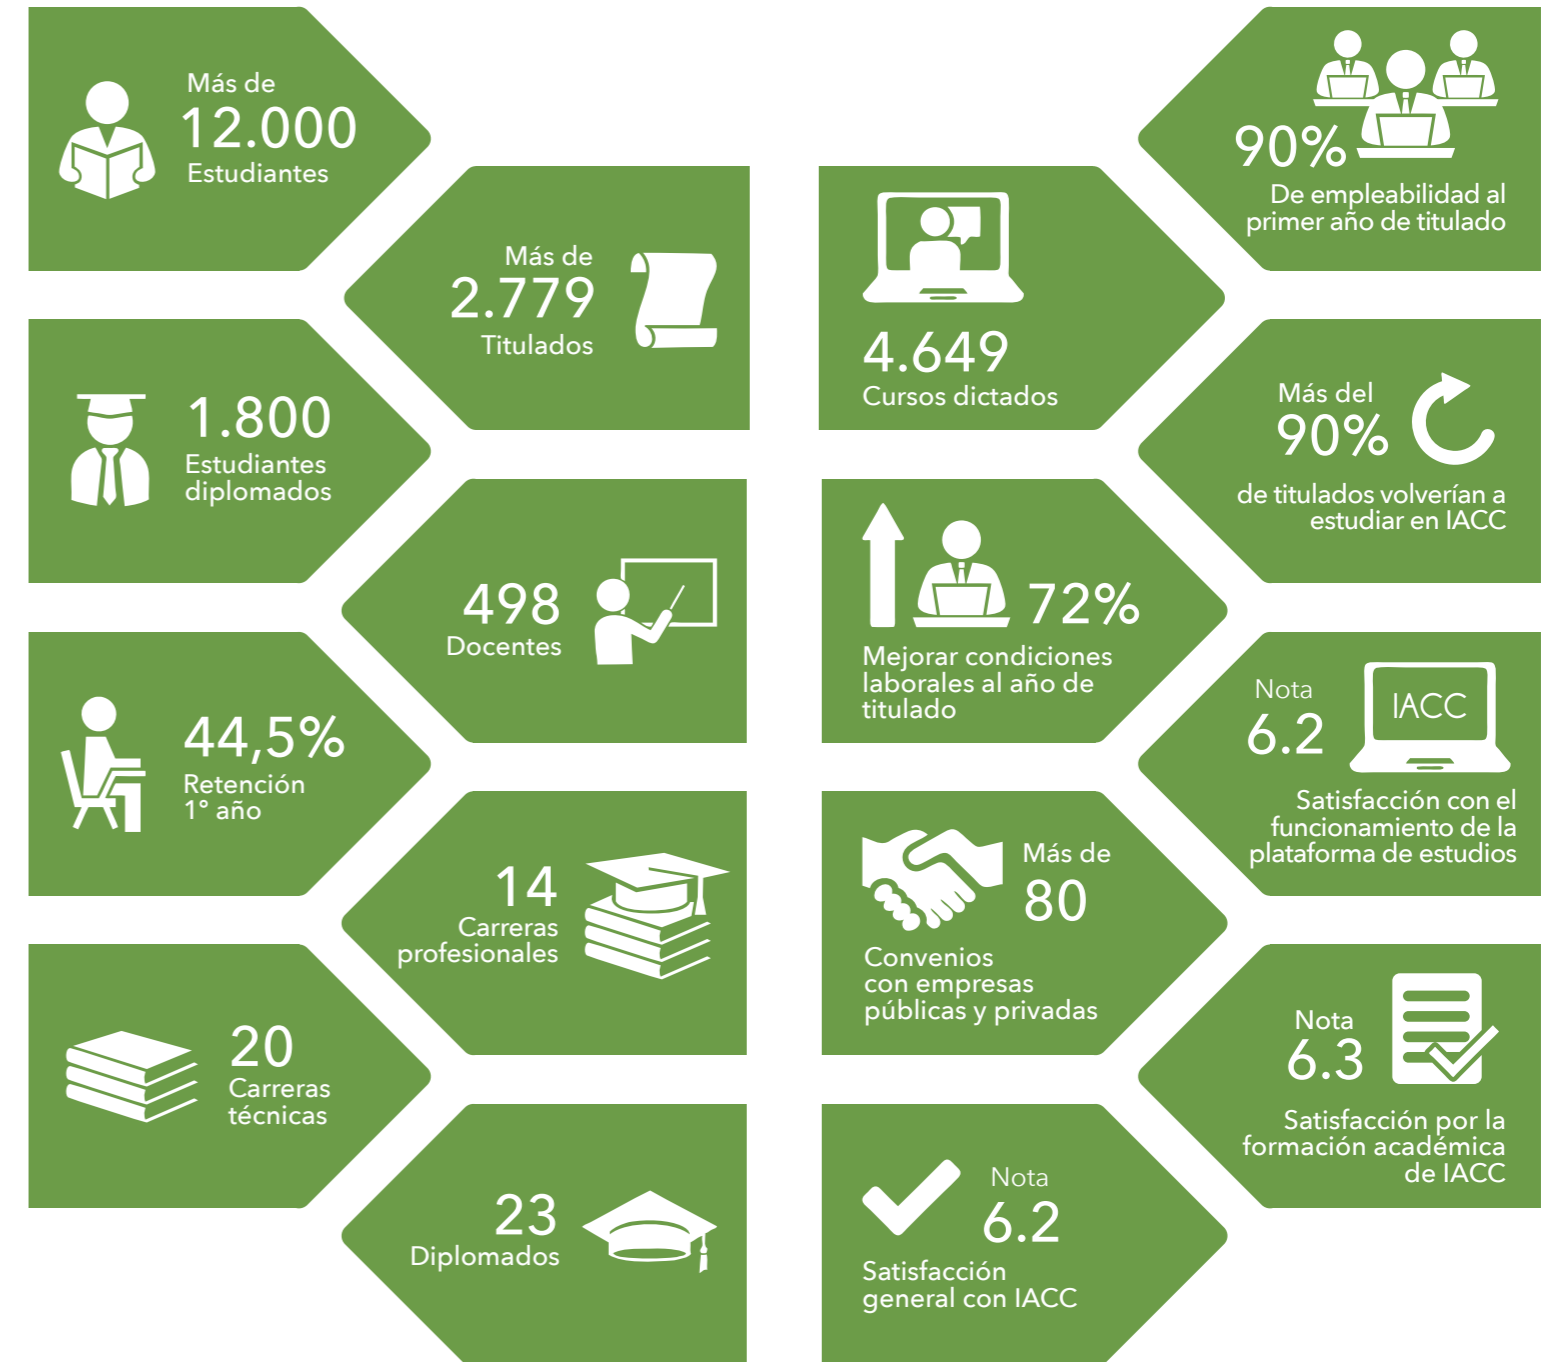 Más de
12.000
Estudiantes
Más de
2.779
Titulados
1.800
Estudiantes
diplomados
498
Docentes
44,5%
Retención
1° año
14
Carreras
profesionales
20
Carreras
técnicas
23
Diplomados
90%
De empleabilidad al
primer año de titulado
4.649
Cursos dictados
Más del
90%
de titulados volverían a
estudiar en IACC
72%
Mejorar condiciones
laborales al año de
titulado
Nota
6.2
IACC
Satisfacción con el
funcionamiento de la
plataforma de estudios
Más de
80
Convenios
con empresas
públicas y privadas
Nota
6.3
Satisfacción por la
formación académica
de IACC
Nota
6.2
Satisfacción
general con IACC